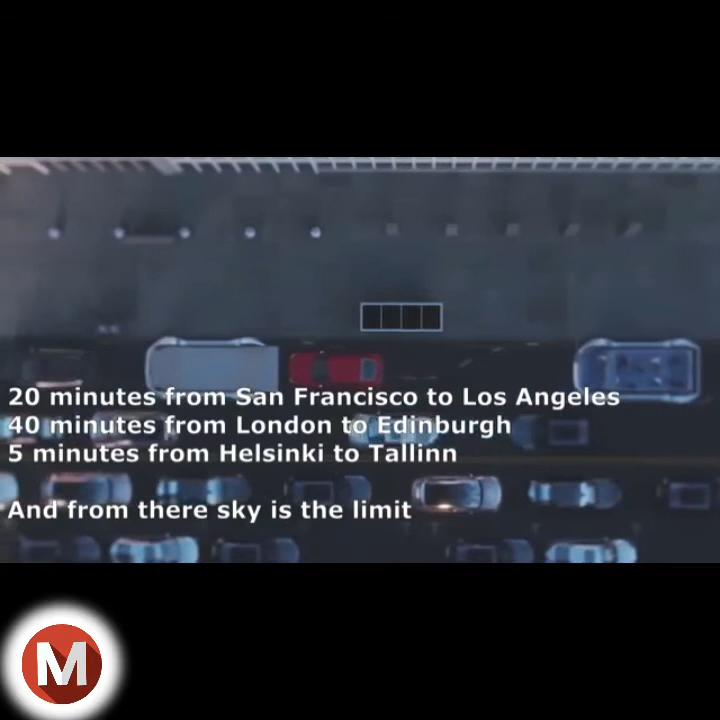 20 minutes from San Francisco to Los Angeles
40 minutes from London to Edinburgh
5 minutes from Helsinki to Tallinn
And from there sky is the limit
M